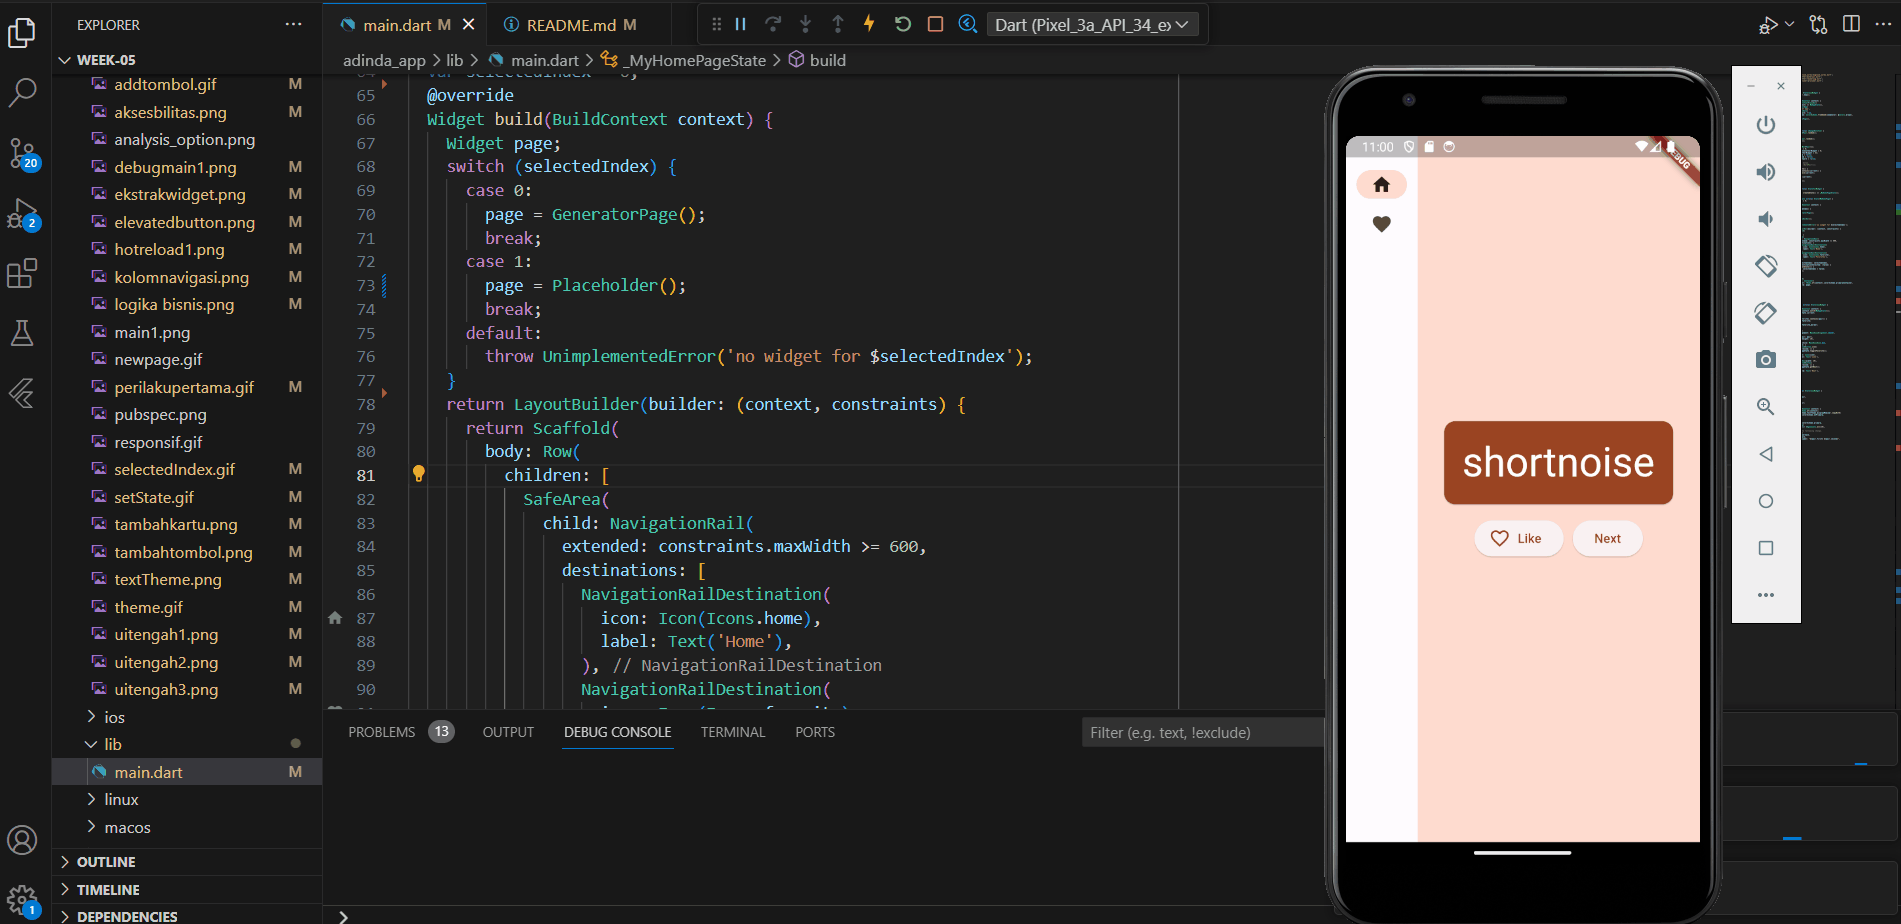 EXPLORER
WEEK-05
addtombol.gif M
aksesbilitas.png M
analysis_option.png
debugmain1.png M
ekstrakwidget.png M
elevatedbutton.png M
hotreload1.png M
kolomnavigasi.png M
logika bisnis.png M
main1.png
newpage.gif
perilakupertama.gif M
pubspec.png
responsif.gif
selectedIndex.gif M
setState.gif M
tambahkartu.png M
tambahtombol.png M
textTheme.png M
theme.gif M
uitengah1.png M
uitengah2.png M
uitengah3.png M
ios
lib
main.dart M
linux
macos
OUTLINE
TIMELINE
DEPENDENCIES
20
2
1
main.dart M
README.md M
Dart (Pixel_3a_API_34_ex
adinda_app > lib > main.dart > _MyHomePageState > build
65 @override
66 Widget build(BuildContext context) {
67 Widget page;
68 switch (selectedIndex) {
69 case 0:
70 page = GeneratorPage();
71 break;
72 case 1:
73 page = Placeholder();
74 break;
75 default:
76 throw UnimplementedError('no widget for $selectedIndex');
77 }
78 return LayoutBuilder(builder: (context, constraints) {
79 return Scaffold(
80 body: Row(
81 children: [
82 SafeArea(
83 child: NavigationRail(
84 extended: constraints.maxWidth >= 600,
85 destinations: [
86 NavigationRailDestination(
87 icon: Icon(Icons.home),
88 label: Text('Home'),
89 ), // NavigationRailDestination
90 NavigationRailDestination(
PROBLEMS 13 OUTPUT DEBUG CONSOLE TERMINAL PORTS
Filter (e.g. text, !exclude)
11:00
DEBUG
shortnoise
Like
Next